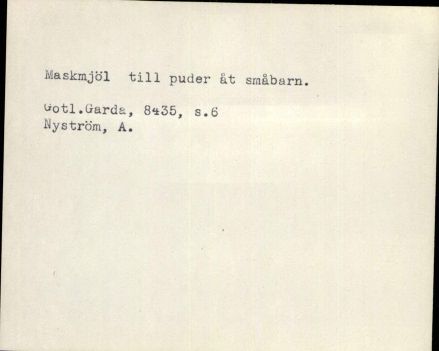 Maskmjöl till puder åt småbarn.
Gotl.Garda, 8435, s.6
Nyström, A.